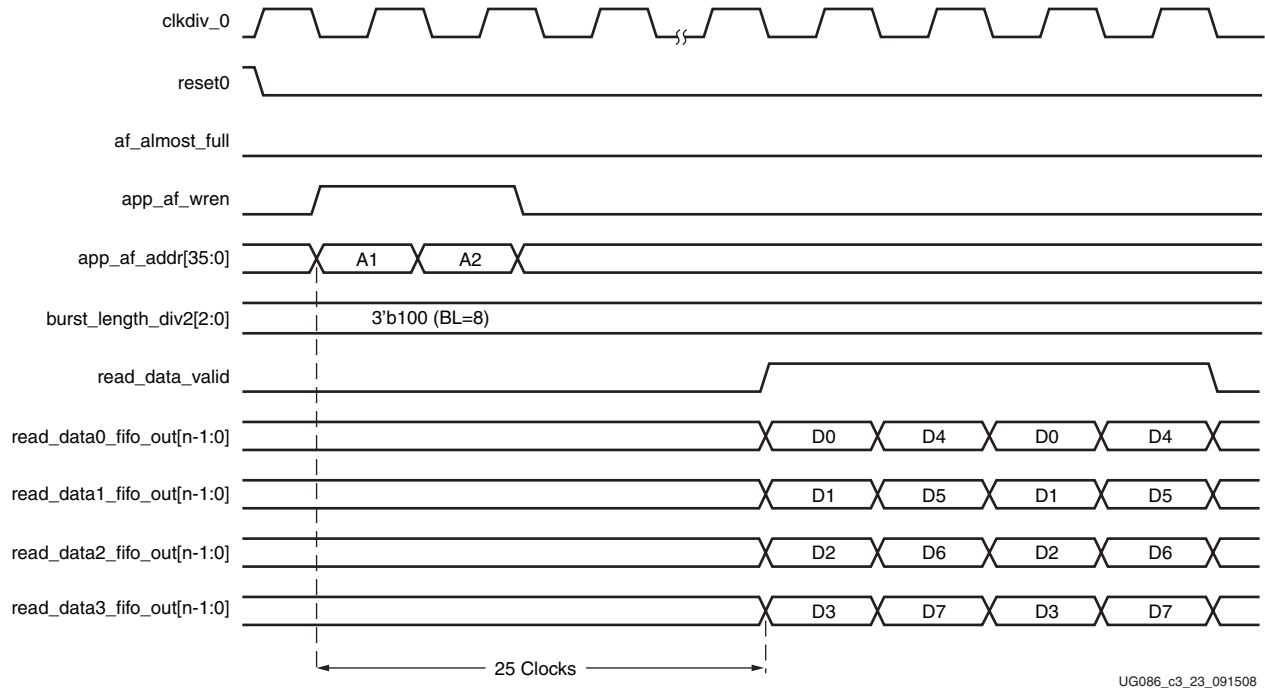 clkdiv_0
reset0
af_almost_full
app_af_wren
app_af_addr[35:0] A1 A2
burst_length_div2[2:0] 3'b100 (BL=8)
read_data_valid
read_data0_fifo_out[n-1:0] D0 D4 D0 D4
read_data1_fifo_out[n-1:0] D1 D5 D1 D5
read_data2_fifo_out[n-1:0] D2 D6 D2 D6
read_data3_fifo_out[n-1:0] D3 D7 D3 D7
25 Clocks
UG086_c3_23_091508